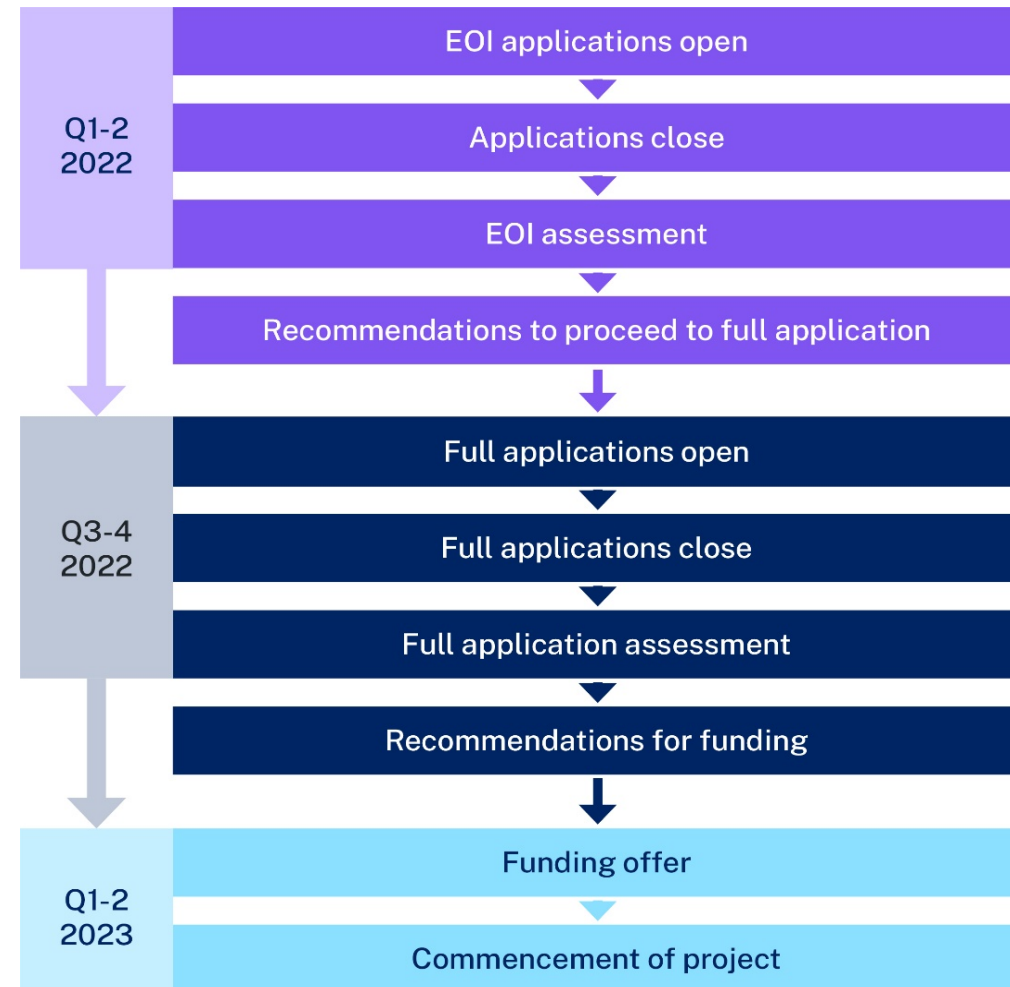 EOI applications open
Q1-2
2022
Applications close
EOI assessment
Recommendations to proceed to full application
Full applications open
Q3-4
2022
Full applications close
Full application assessment
Recommendations for funding
Funding offer
Q1-2
2023
Commencement of project